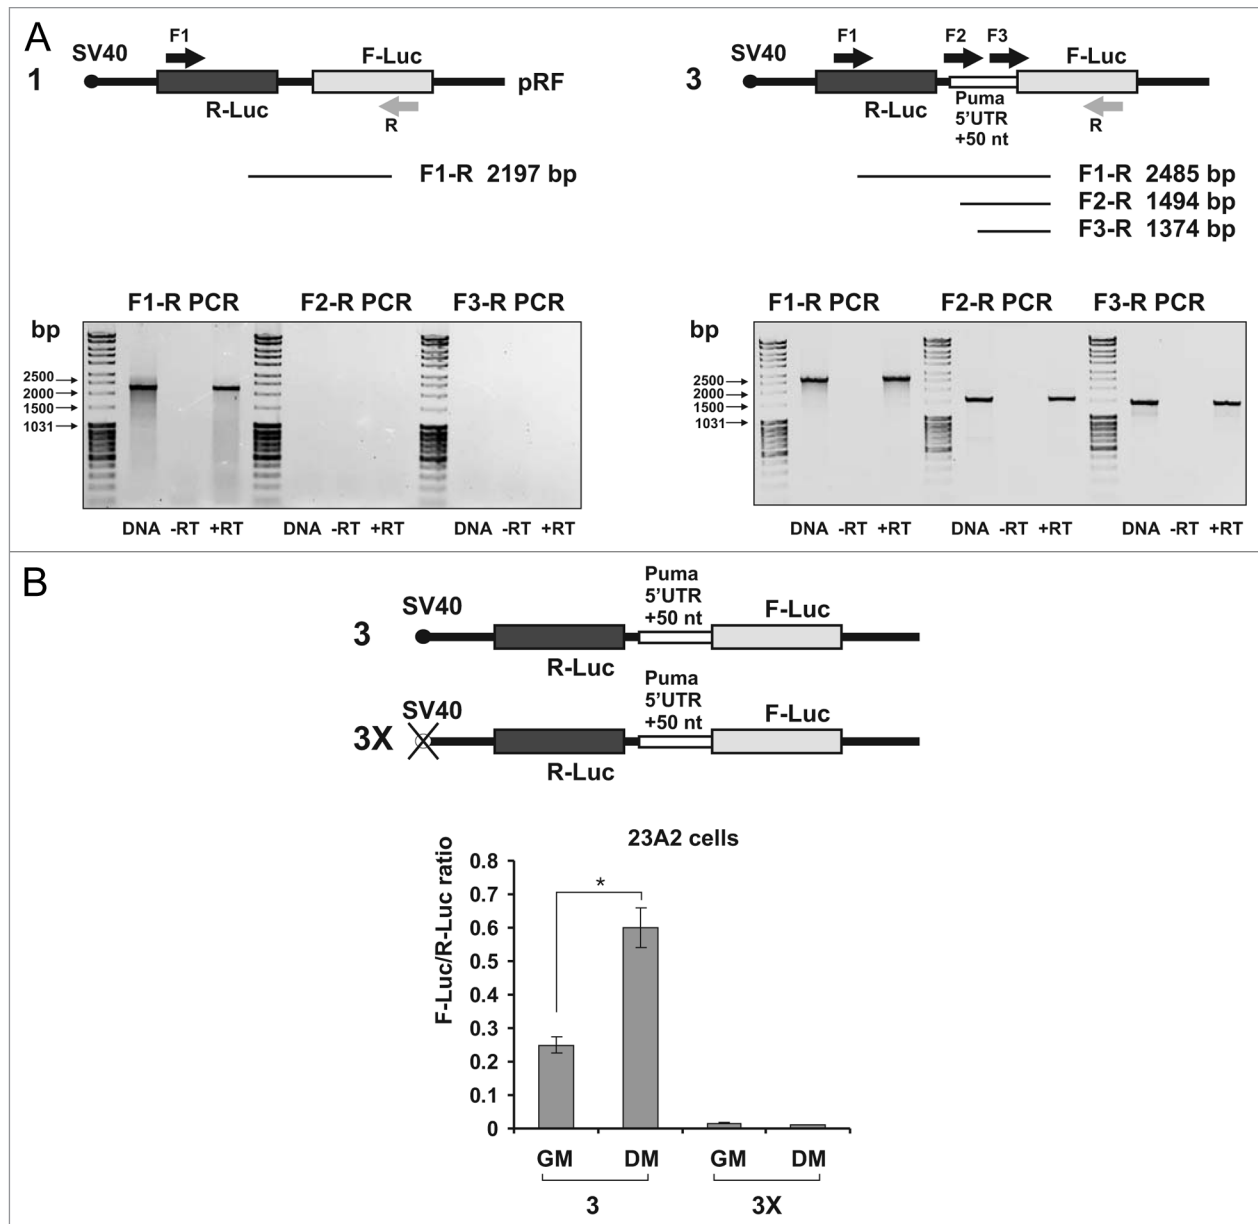 A
F1
SV40
F-Luc
1
pRF
R-Luc
R
F1-R 2197 bp
F1
F2
F3
SV40
F-Luc
3
R-Luc
Puma
5'UTR
+50 nt
R
F1-R 2485 bp
F2-R 1494 bp
F3-R 1374 bp
F1-R PCR F2-R PCR F3-R PCR
bp
2500
2000
1500
1031
DNA -RT +RT DNA -RT +RT DNA -RT +RT
F1-R PCR F2-R PCR F3-R PCR
bp
2500
2000
1500
1031
DNA -RT +RT DNA -RT +RT DNA -RT +RT
B
Puma
5'UTR
+50 nt
SV40
F-Luc
3
R-Luc
Puma
5'UTR
+50 nt
SV40
F-Luc
3X
R-Luc
23A2 cells
F-Luc/R-Luc ratio
0.8
0.7
0.6
0.5
0.4
0.3
0.2
0.1
0
*
GM DM GM DM
3 3X